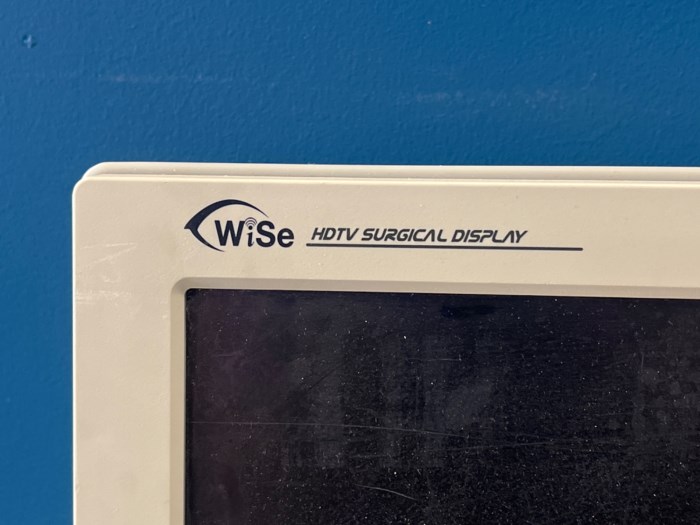 WiSe HDTV SURGICAL DISPLAY